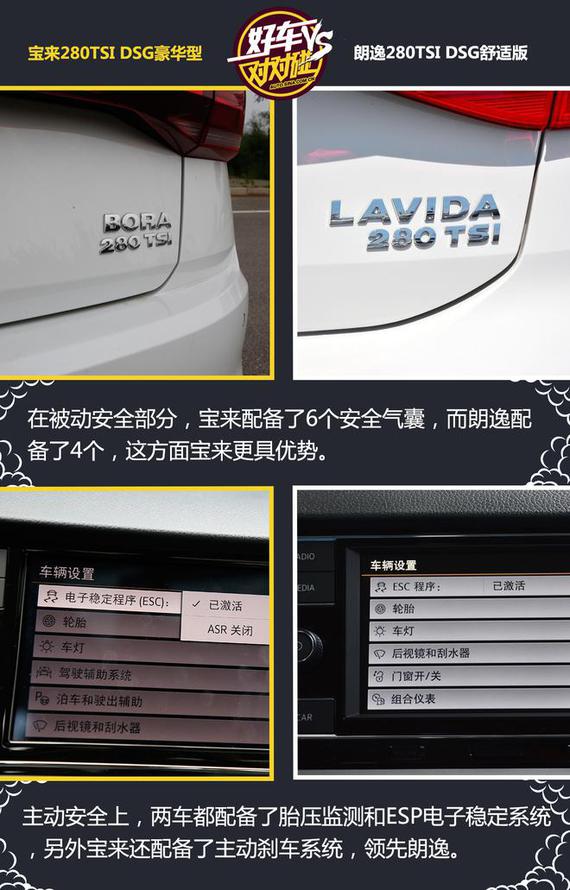 宝来280TSI DSG豪华型
好车VS
对对碰
AUTO.SINA.COM.CN
朗逸280TSI DSG舒适版
BORA
280 TSI
LAVIDA
280 TSI
在被动安全部分，宝来配备了6个安全气囊，而朗逸配
备了4个，这方面宝来更具优势。
车辆设置
电子稳定程序 (ESC)：
已激活
ASR 关闭
轮胎
车灯
驾驶辅助系统
泊车和驶出辅助
后视镜和刮水器
ADIO
EDIA
CAR
车辆设置
ESC 程序： 已激活
轮胎
车灯
后视镜和刮水器
门窗开/关
组合仪表
主动安全上，两车都配备了胎压监测和ESP电子稳定系统
，另外宝来还配备了主动刹车系统，领先朗逸。